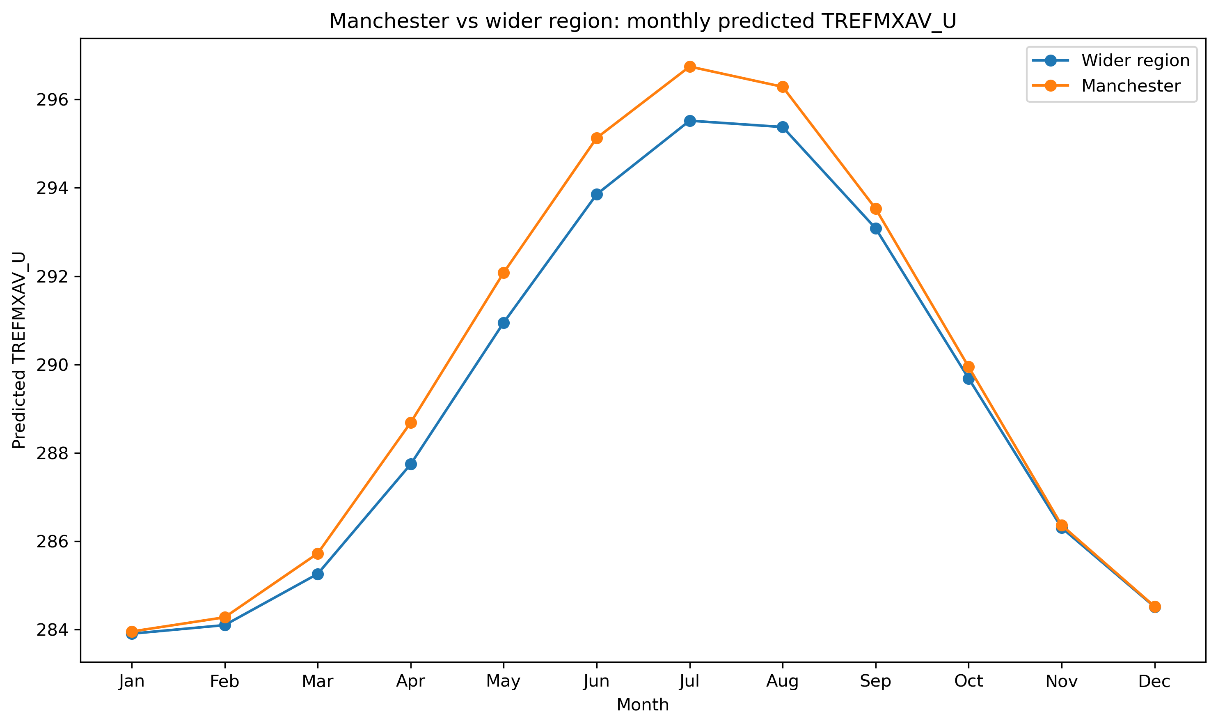 Manchester vs wider region: monthly predicted TREFMXAV_U
Wider region
Manchester
Predicted TREFMXAV_U
296
294
292
290
288
286
284
Jan Feb Mar Apr May Jun Jul Aug Sep Oct Nov Dec
Month